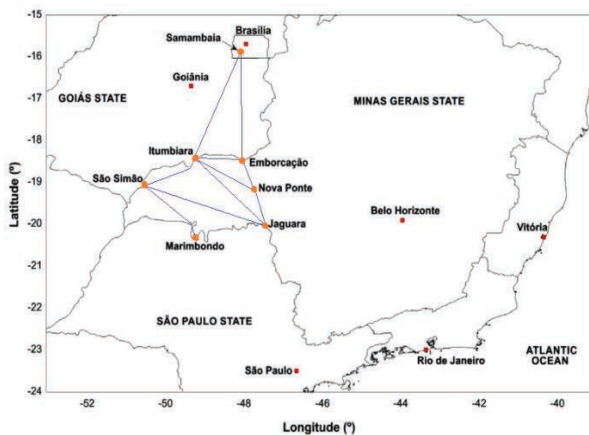 -15
Brasília
Samambaia
-16
Goiânia
-17
GOIÁS STATE
MINAS GERAIS STATE
-18
Itumbiara
Emborcação
São Simão
-19
Nova Ponte
Latitude (º)
Belo Horizonte
Jaguara
Vitória
-20
Marimbondo
-21
-22
SÃO PAULO STATE
-23
Rio de Janeiro
ATLANTIC
OCEAN
São Paulo
-24
-52
-50
-48
-46
-44
-42
-40
Longitude (º)